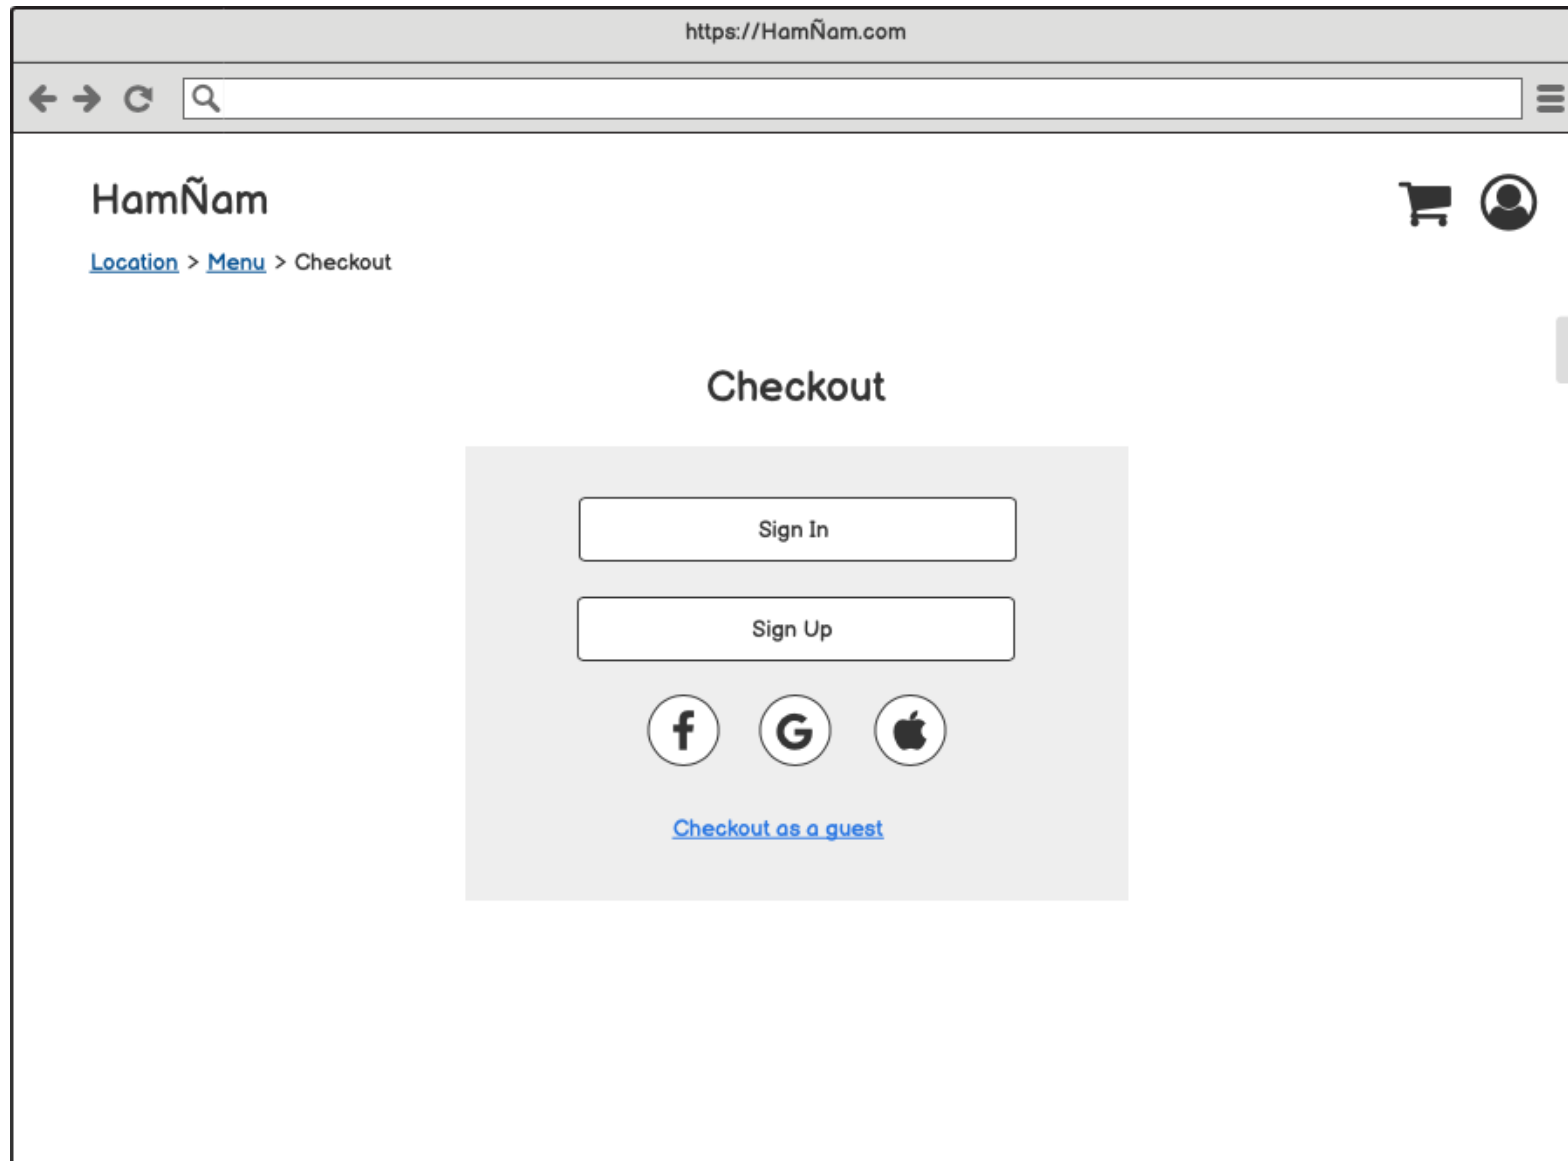 https://HamÑam.com
HamÑam
Location > Menu > Checkout
Checkout
Sign In
Sign Up
Checkout as a guest